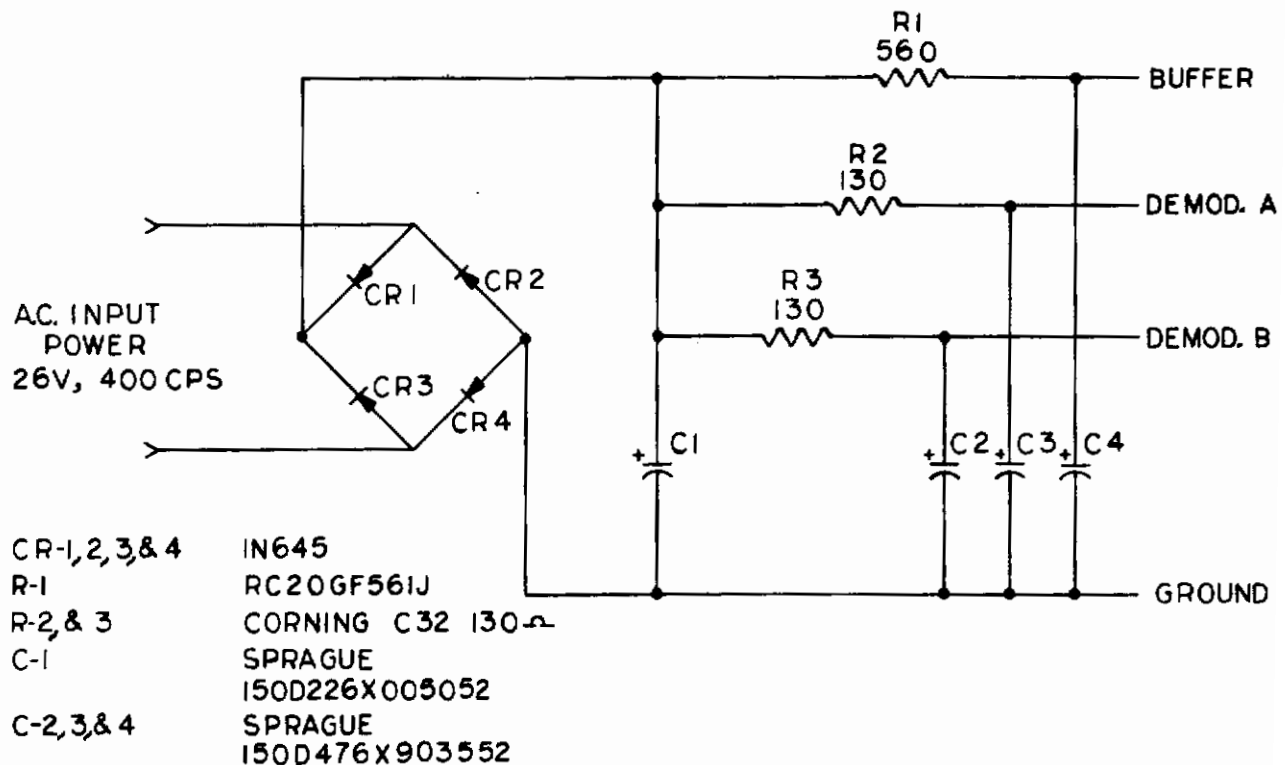 R1
560
BUFFER
R2
130
DEMOD. A
CR1
CR2
R3
130
DEMOD. B
A.C. INPUT
POWER
26V, 400 CPS
CR3
CR4
+ C1
+ C2
+ C3
+ C4
CR-1,2,3,& 4 IN645
R-1 RC20GF561J
R-2,& 3 CORNING C32 130Ω
C-1 SPRAGUE
150D226X005052
C-2,3,& 4 SPRAGUE
150D476X903552
GROUND